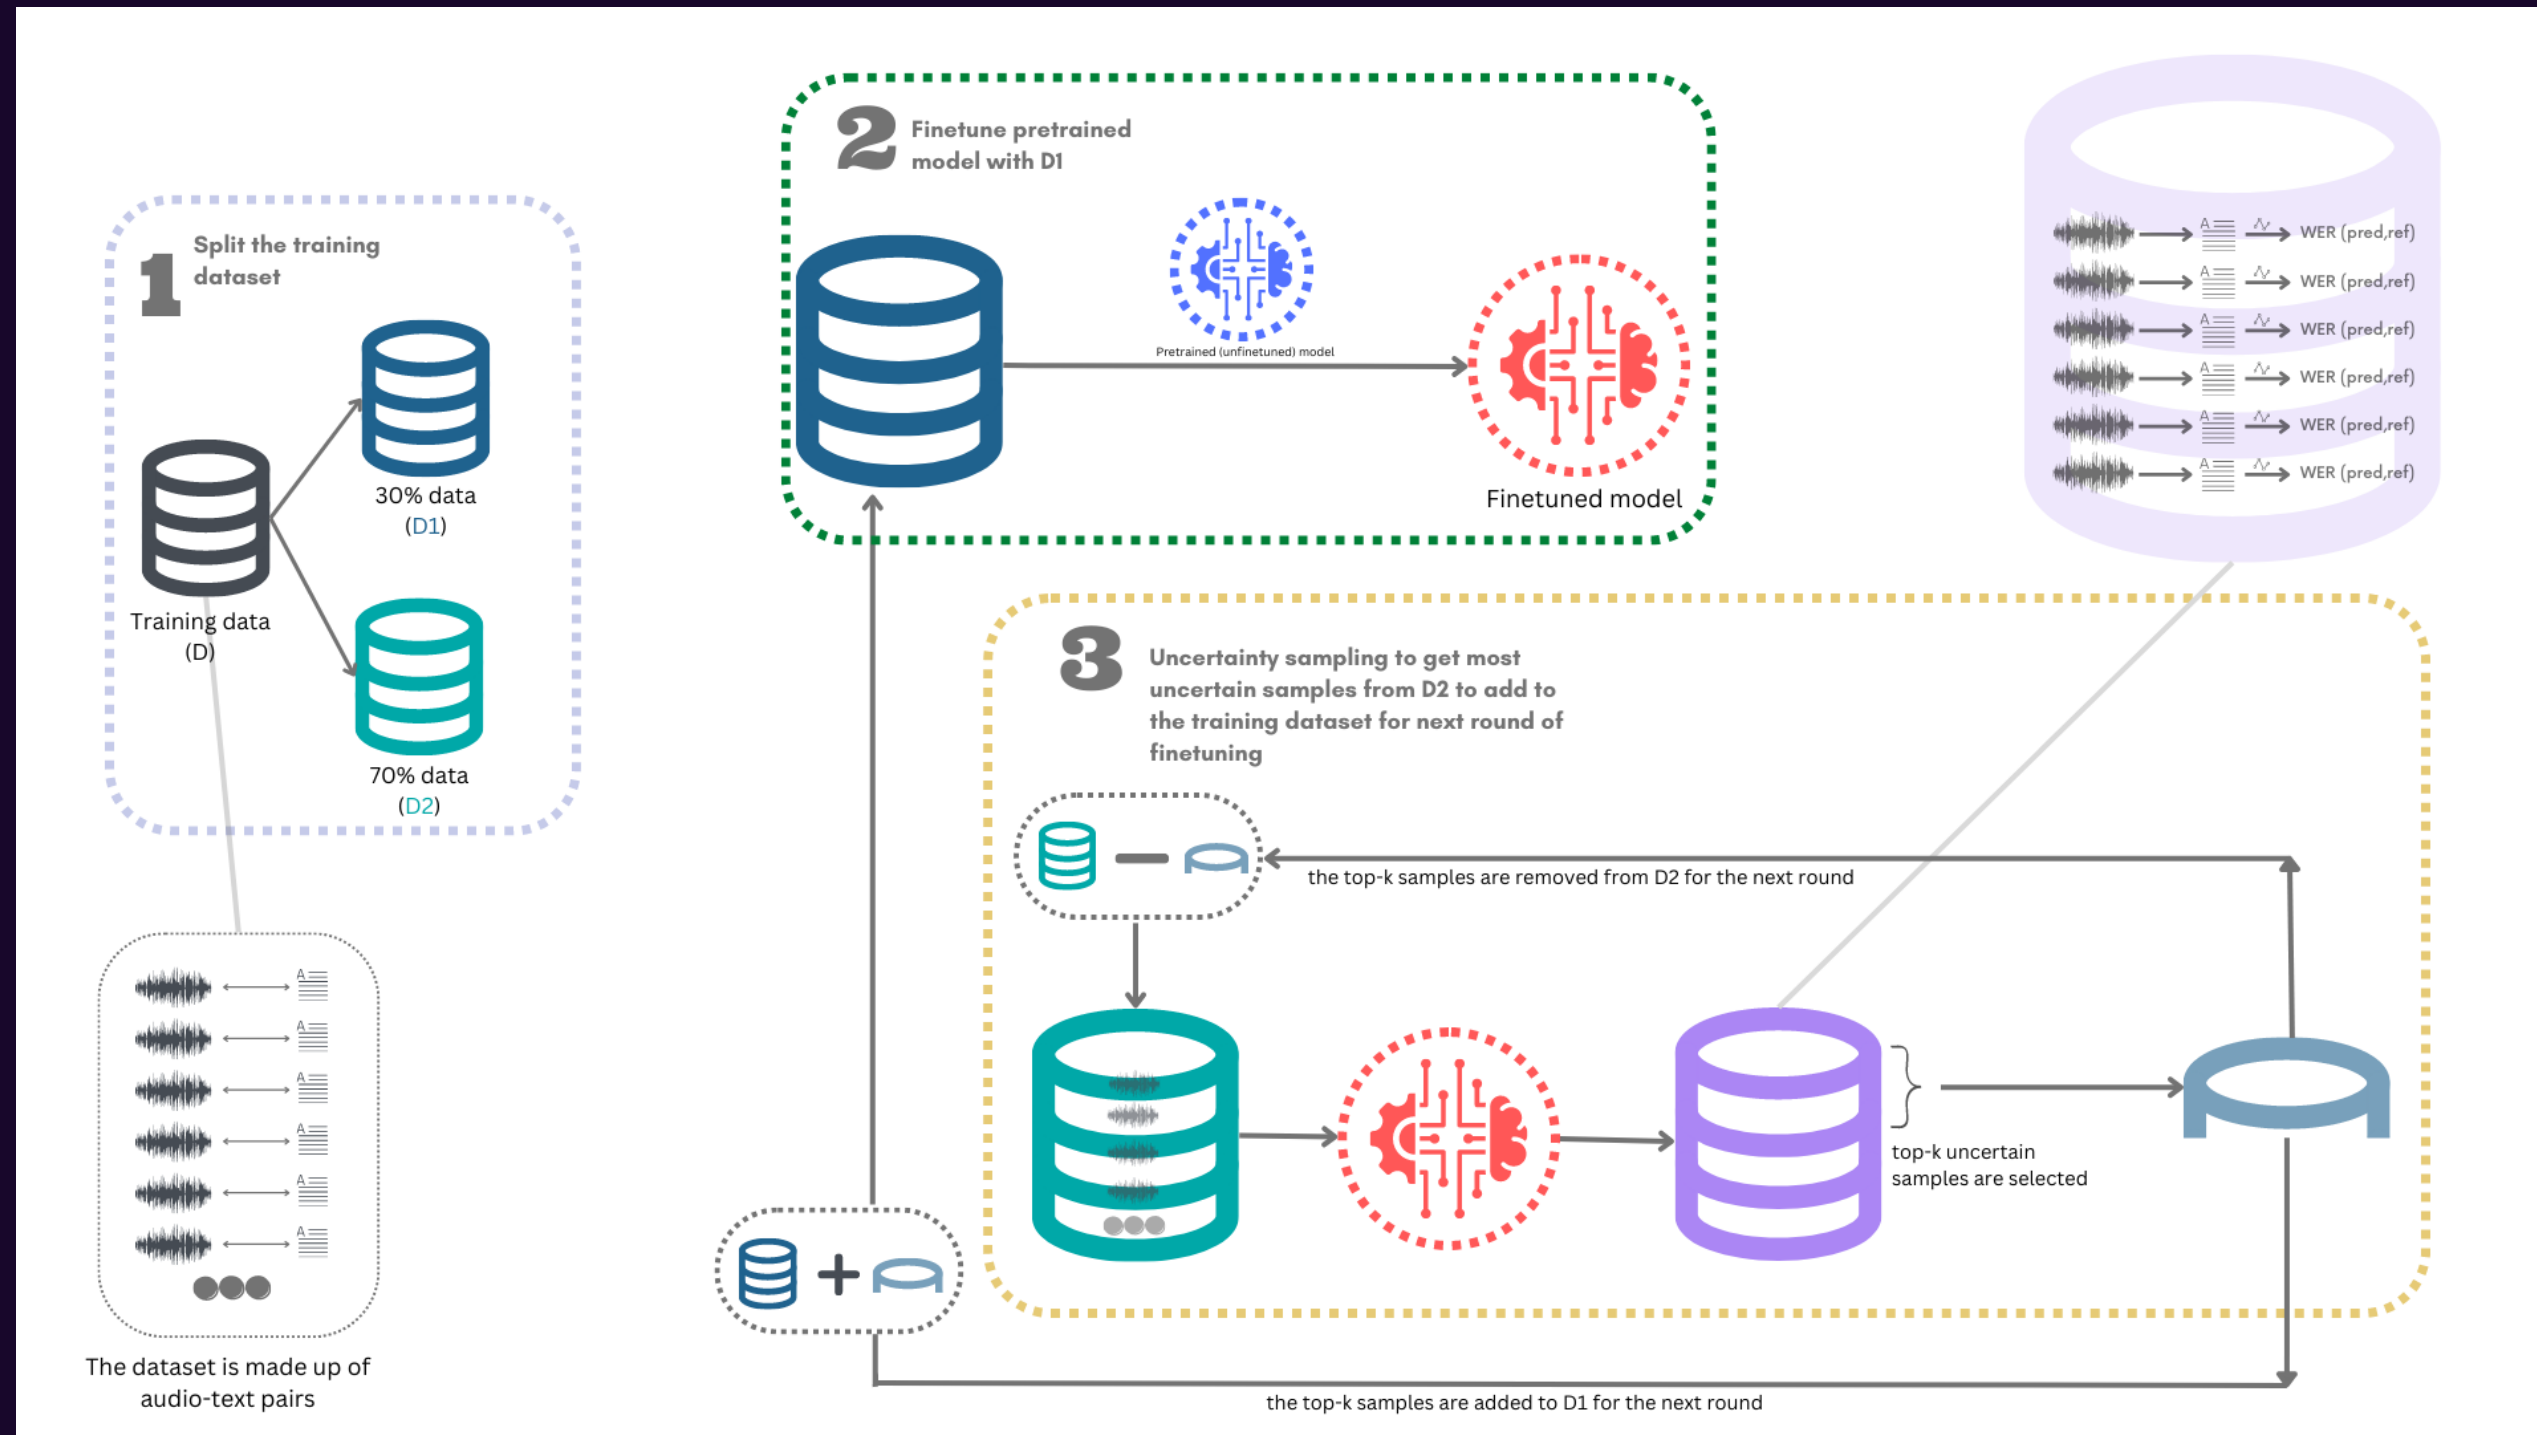 1
Split the training
dataset
30% data
(D1)
Training data
(D)
70% data
(D2)
The dataset is made up of
audio-text pairs
2
Finetune pretrained
model with D1
Pretrained (unfinetuned) model
Finetuned model
WER (pred,ref)
WER (pred,ref)
WER (pred,ref)
WER (pred,ref)
WER (pred,ref)
WER (pred,ref)
3
Uncertainty sampling to get most
uncertain samples from D2 to add to
the training dataset for next round of
finetuning
the top-k samples are removed from D2 for the next round
top-k uncertain
samples are selected
the top-k samples are added to D1 for the next round